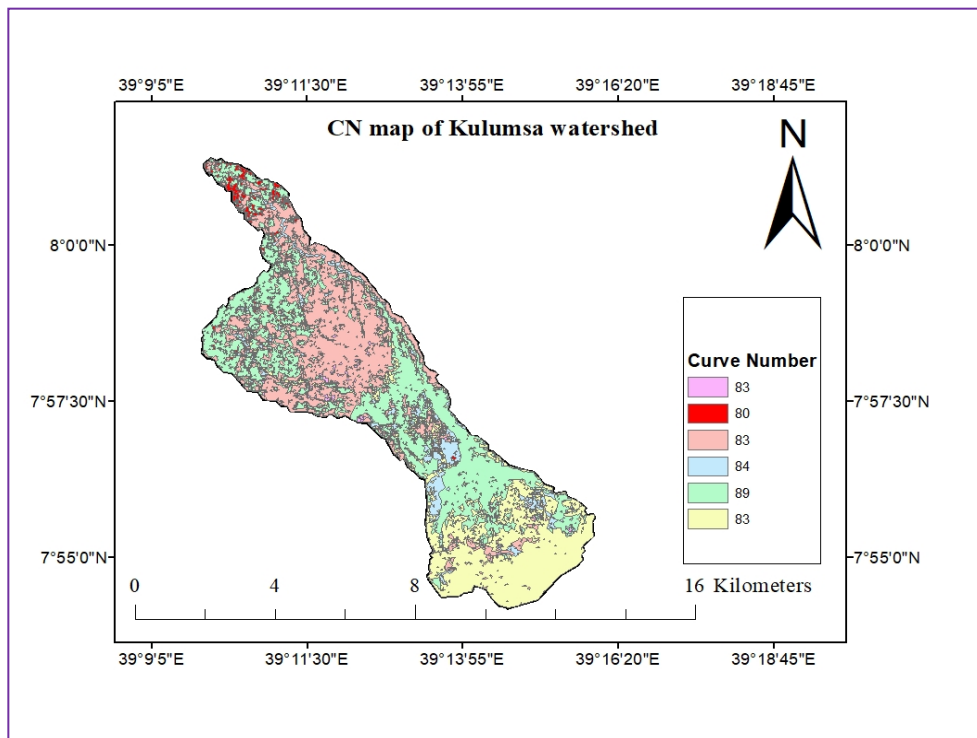 39°9'5"E 39°11'30"E 39°13'55"E 39°16'20"E 39°18'45"E
CN map of Kulumsa watershed
N
8°0'0"N 8°0'0"N
Curve Number
83
80
83
84
89
83
7°57'30"N 7°57'30"N
7°55'0"N 7°55'0"N
0 4 8 16 Kilometers
39°9'5"E 39°11'30"E 39°13'55"E 39°16'20"E 39°18'45"E